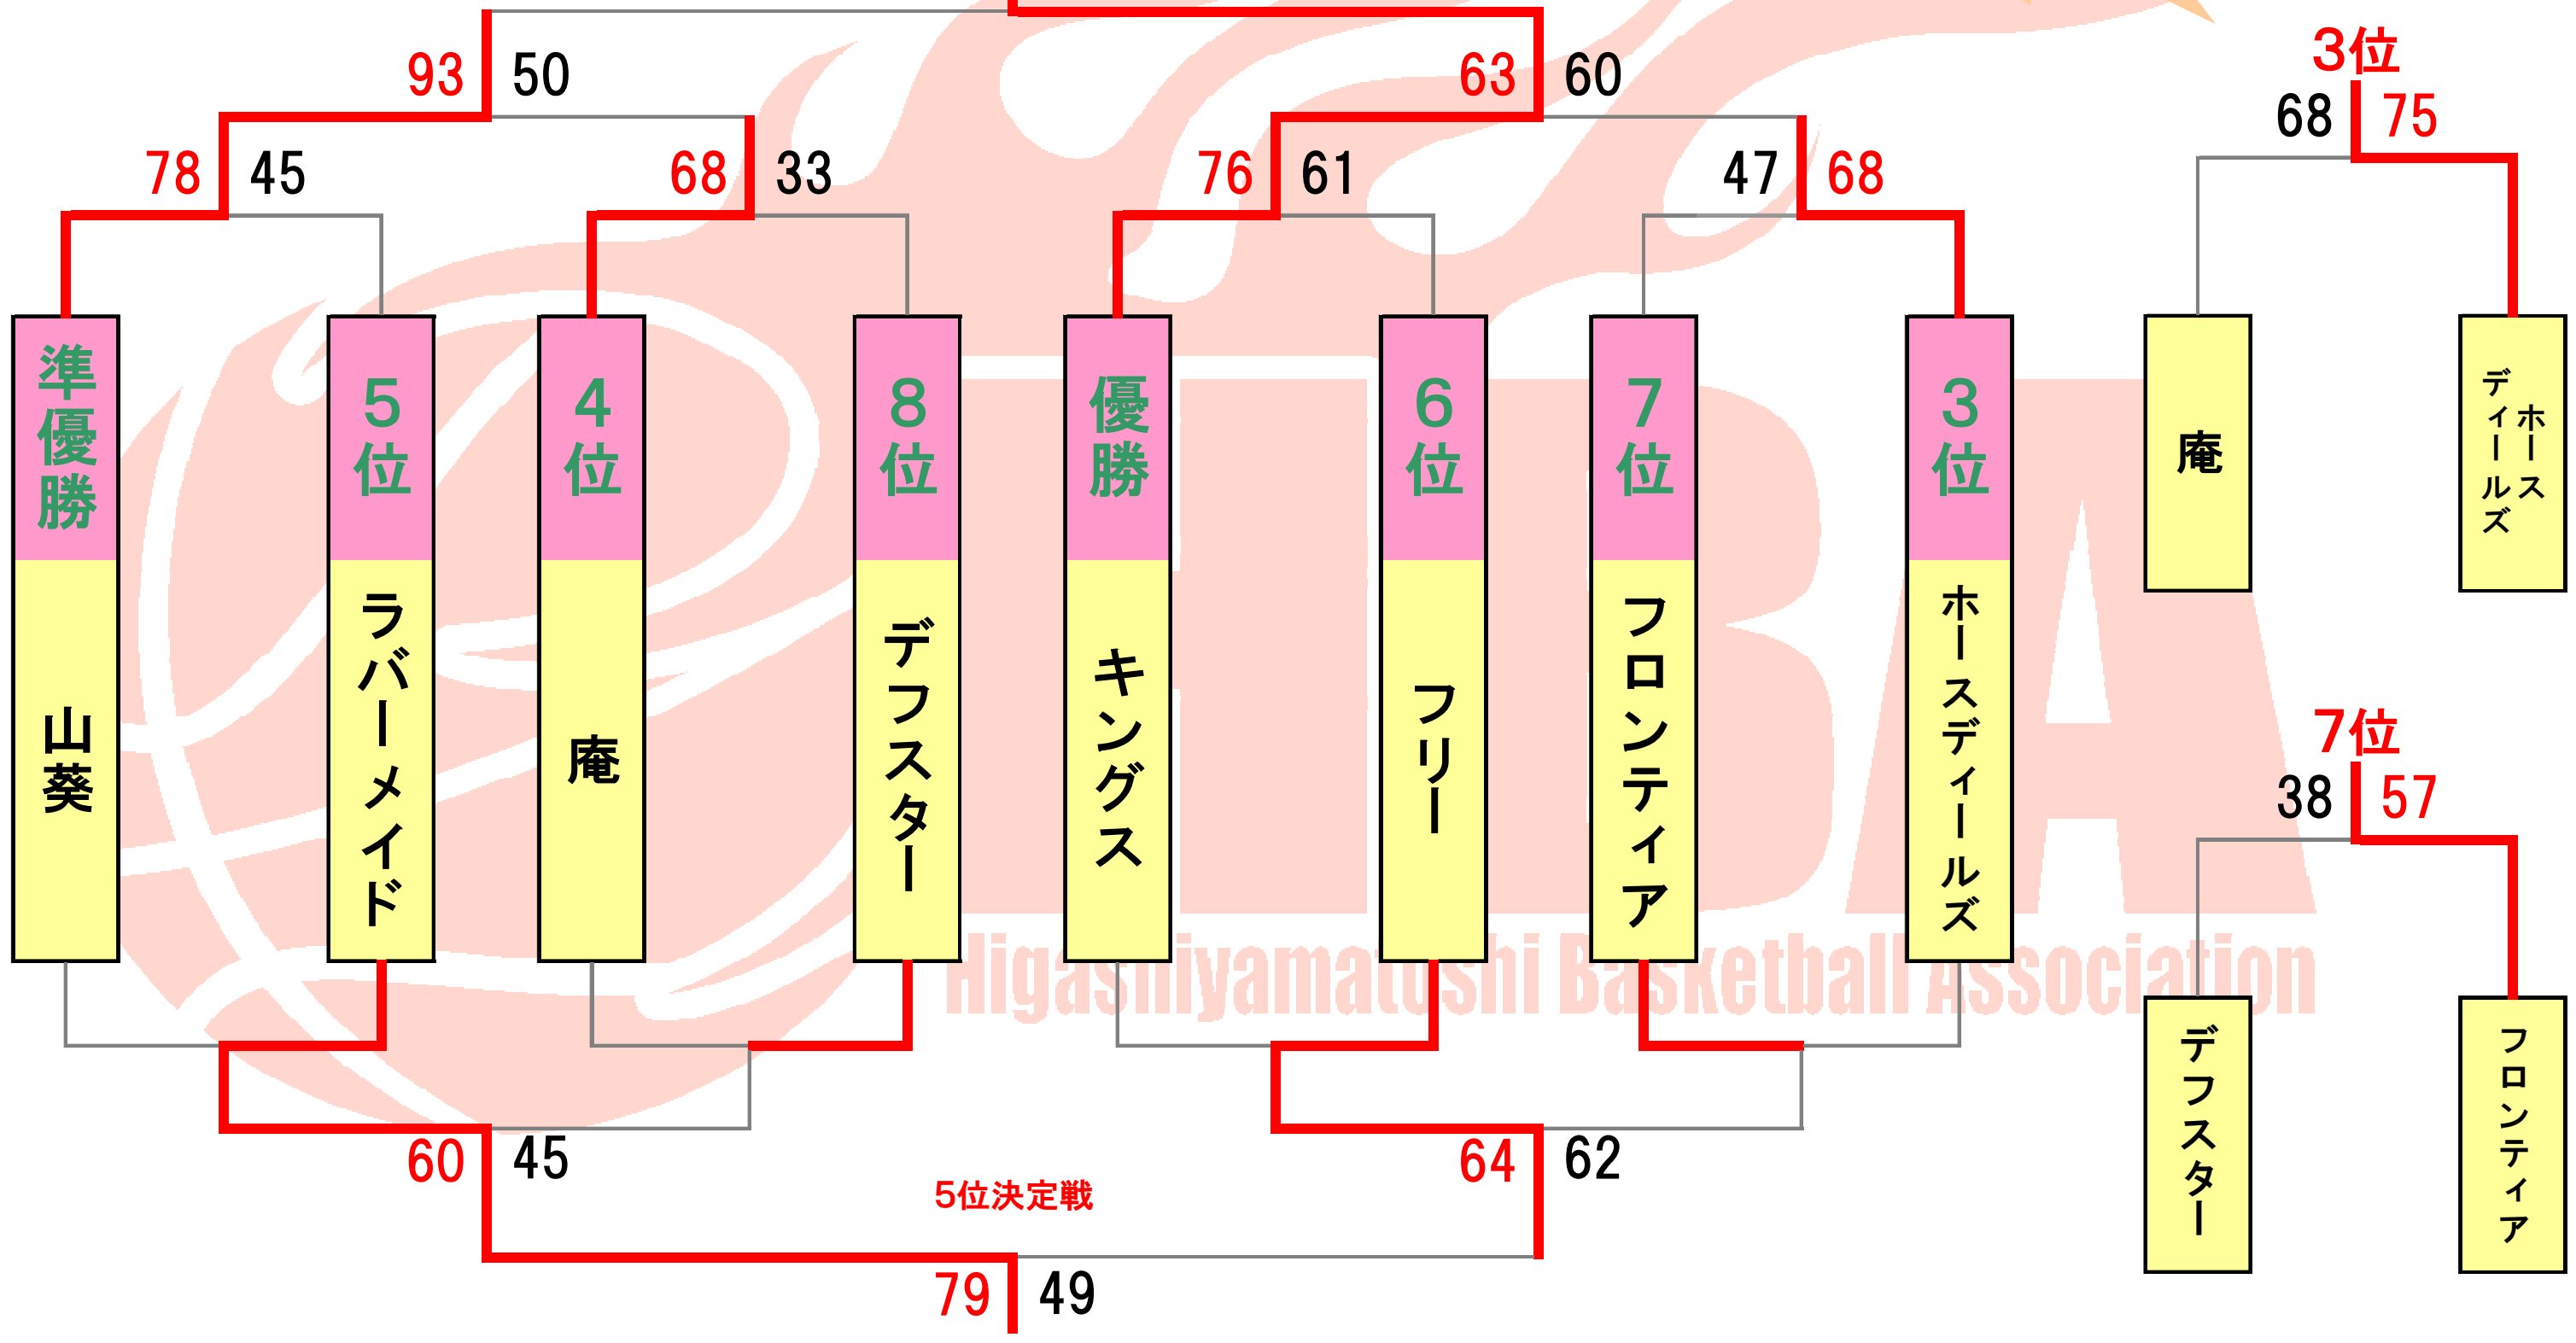 93 50
63 60
3位
68 75
78 45
68 33
76 61
47 68
準優勝
山葵
5位
ラバーメイド
4位
庵
8位
デフスター
優勝
キングス
6位
フリー
7位
フロンティア
3位
ホースディールズ
庵
ホース
ディールズ
7位
38 57
デフスター
フロンティア
HBA
Higashiyamatoshi Basketball Association
60 45
64 62
5位決定戦
79 49